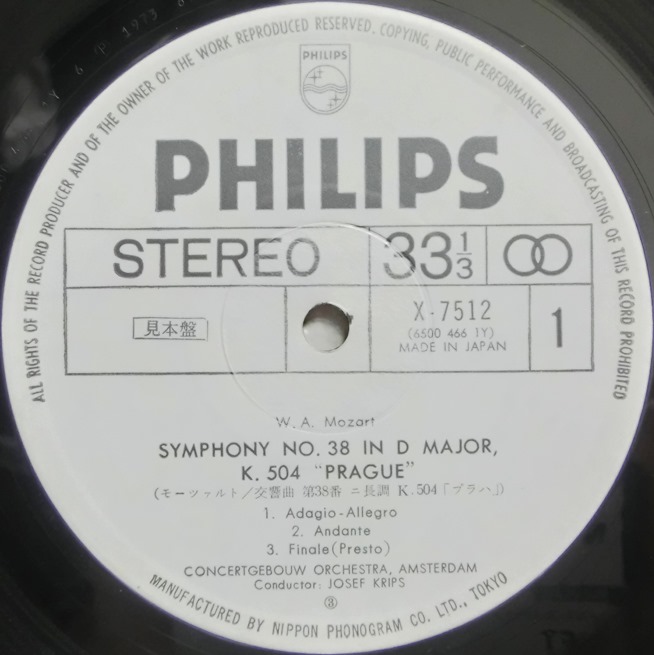 6 ℗ 1973
ALL RIGHTS OF THE RECORD PRODUCER AND OF THE OWNER OF THE WORK REPRODUCED RESERVED. COPYING, PUBLIC PERFORMANCE AND BROADCASTING OF THIS RECORD PROHIBITED
PHILIPS
PHILIPS
STEREO 33⅓
X-7512
(6500 466 1Y)
MADE IN JAPAN
見本盤
1
W. A. Mozart
SYMPHONY NO. 38 IN D MAJOR,
K. 504 "PRAGUE"
(モーツァルト/交響曲 第38番 ニ長調 K.504「プラハ」)
1. Adagio-Allegro
2. Andante
3. Finale(Presto)
CONCERTGEBOUW ORCHESTRA, AMSTERDAM
Conductor: JOSEF KRIPS
③
MANUFACTURED BY NIPPON PHONOGRAM CO. LTD., TOKYO